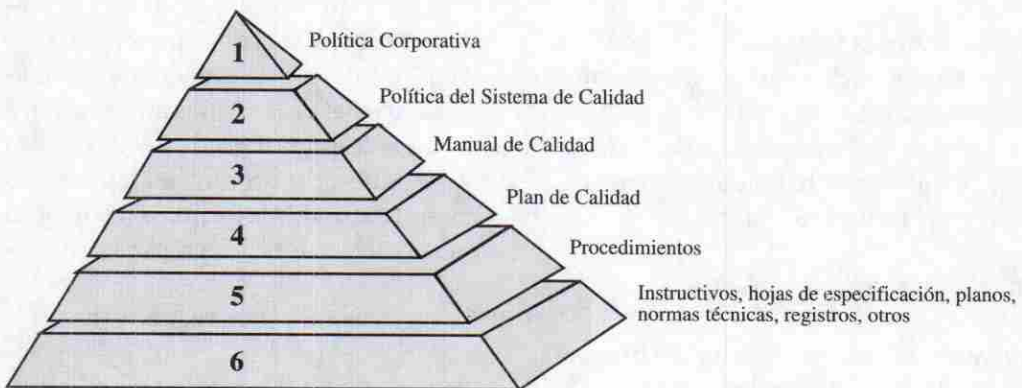 1
Política Corporativa
2
Política del Sistema de Calidad
3
Manual de Calidad
4
Plan de Calidad
5
Procedimientos
6
Instructivos, hojas de especificación, planos,
normas técnicas, registros, otros